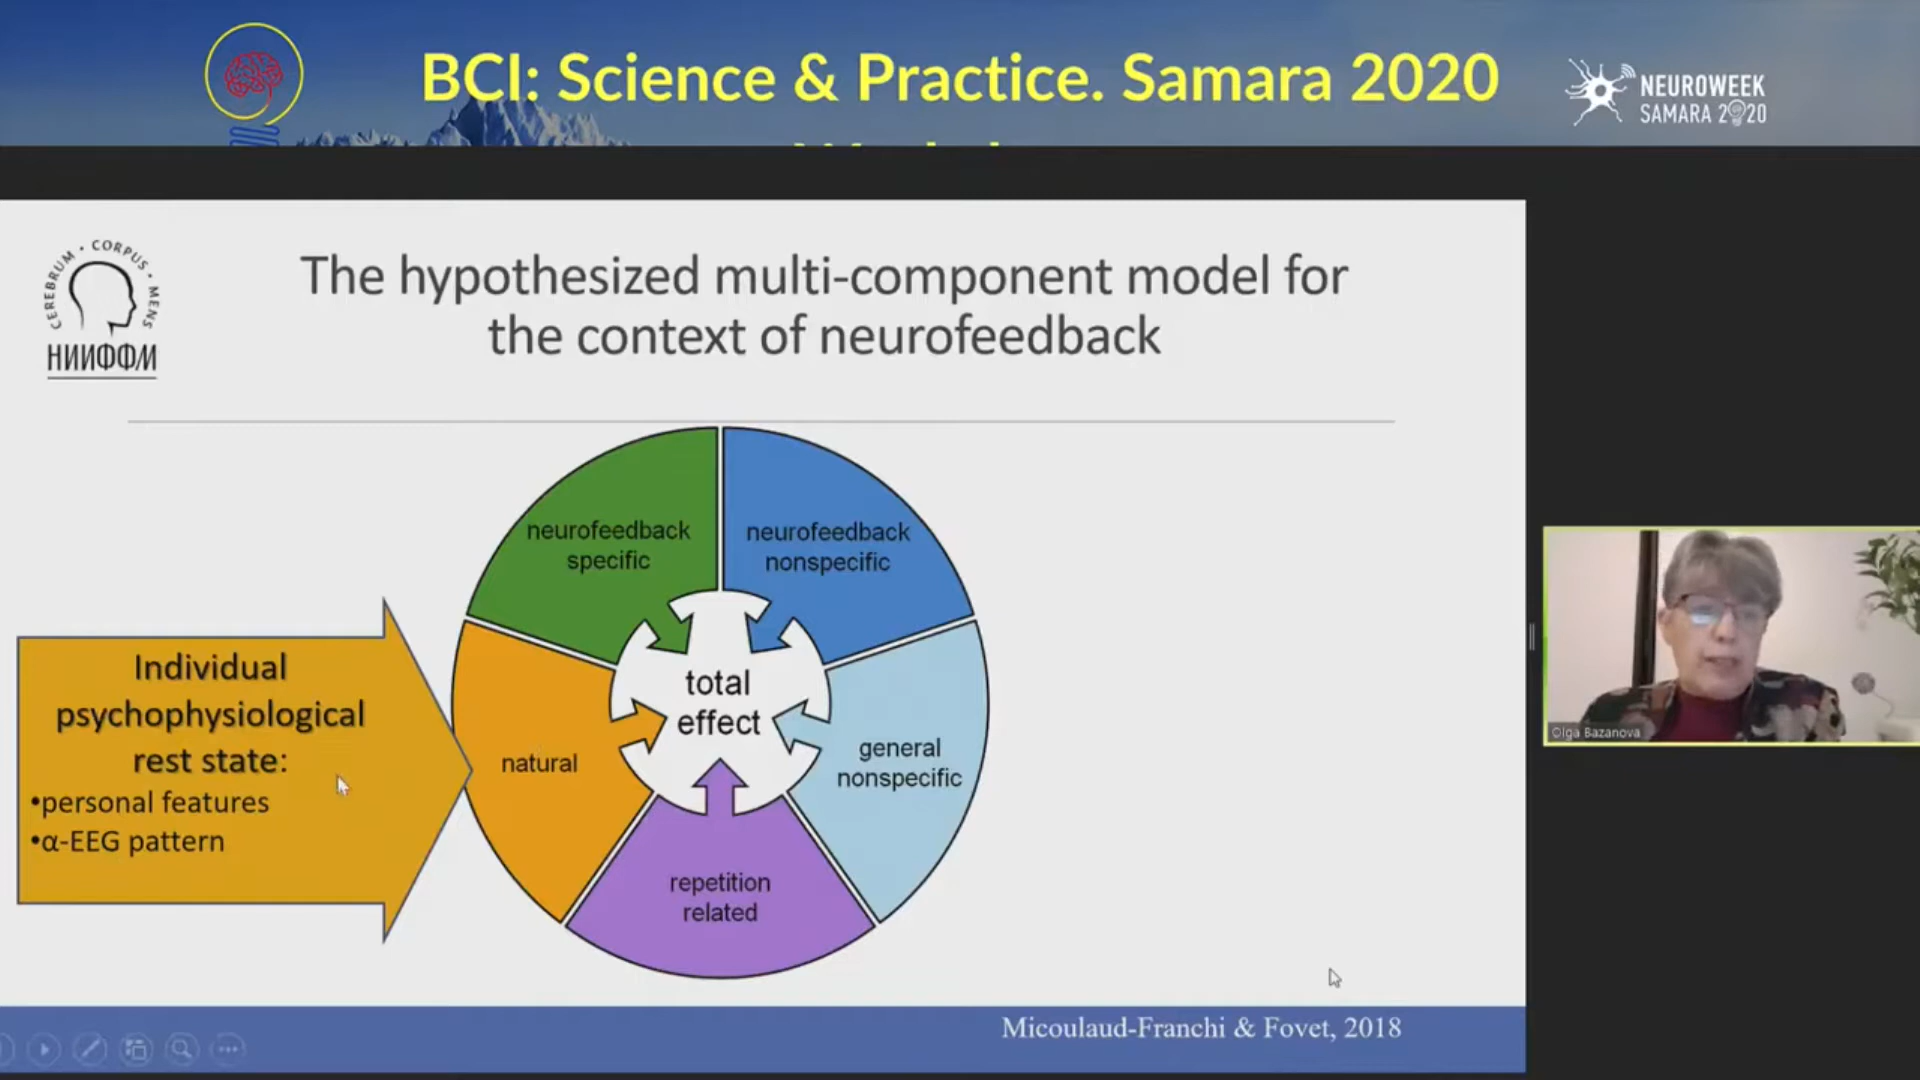 BCI: Science & Practice. Samara 2020
NEUROWEEK
SAMARA 2020
CEREBRUM · CORPUS · MENS
НИИФФМ
The hypothesized multi-component model for
the context of neurofeedback
neurofeedback
specific
neurofeedback
nonspecific
Individual
psychophysiological
rest state:
•personal features
•α-EEG pattern
natural
total
effect
general
nonspecific
repetition
related
Olga Bazanova
Micoulaud-Franchi & Fovet, 2018